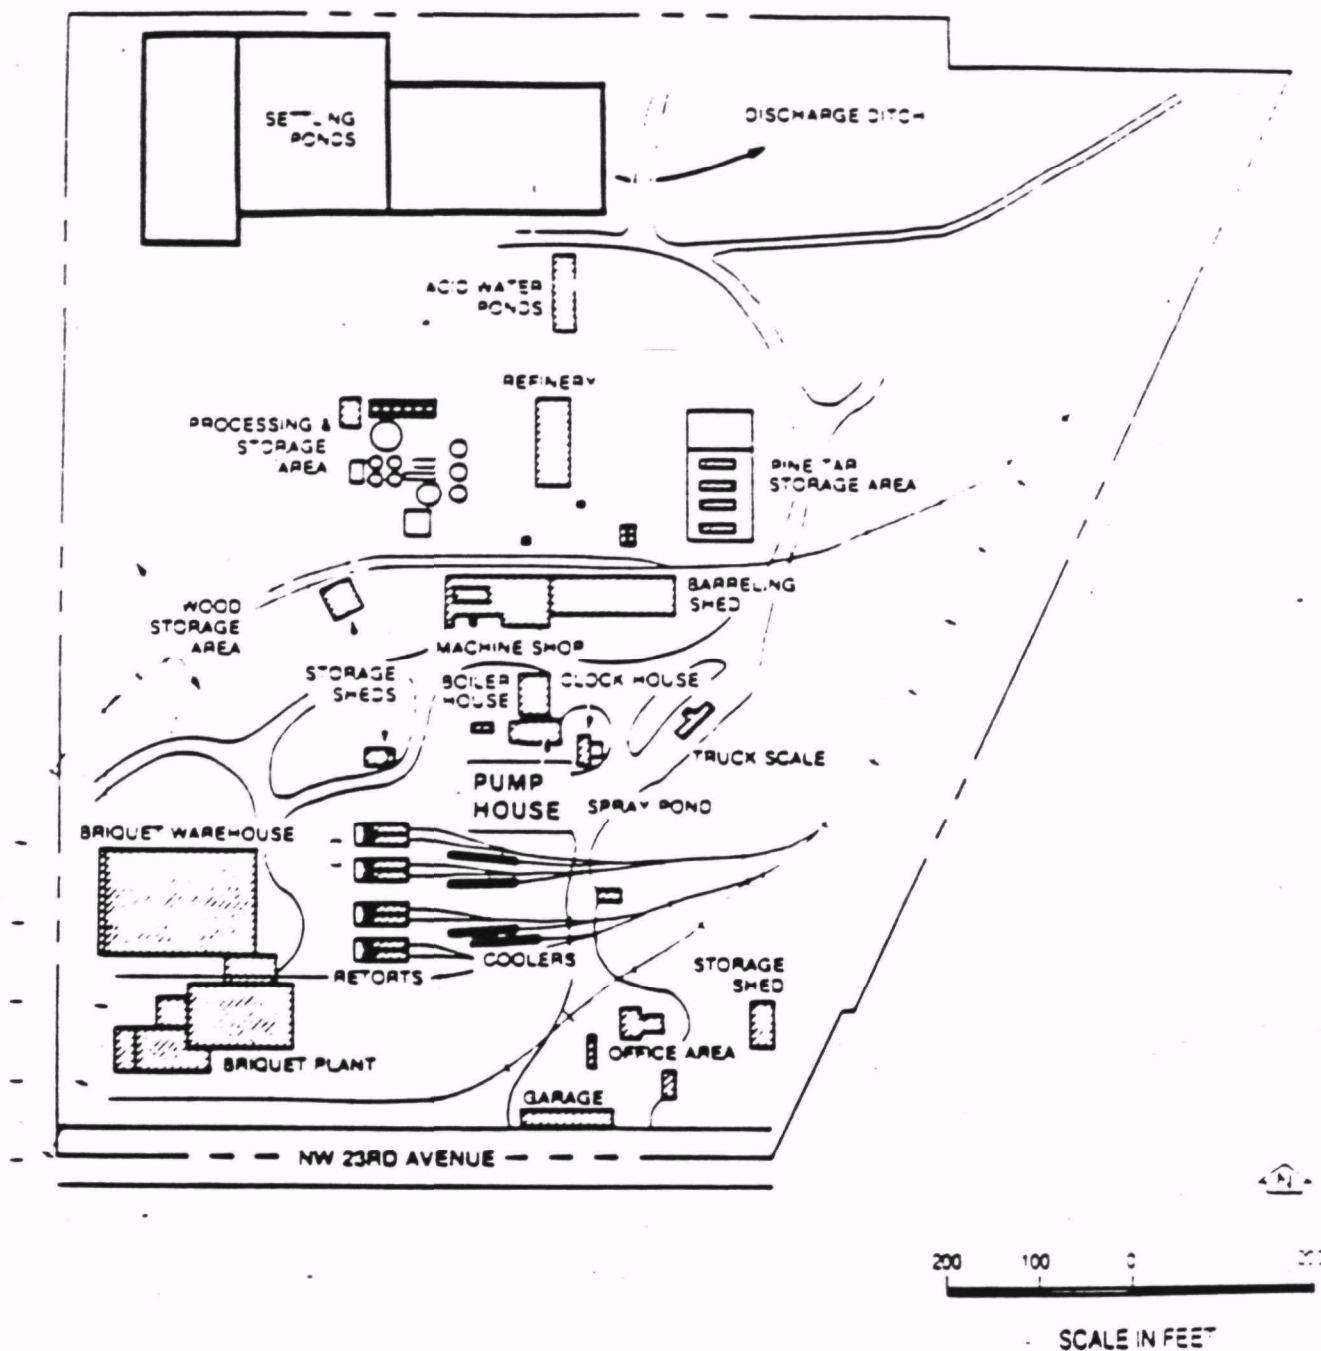 SETTLING
PONDS
DISCHARGE DITCH
ACID WATER
PONDS
REFINERY
PROCESSING &
STORAGE
AREA
PINE TAR
STORAGE AREA
WOOD
STORAGE
AREA
BARRELING
SHED
MACHINE SHOP
STORAGE
SHEDS
BOILER
HOUSE
CLOCK HOUSE
TRUCK SCALE
PUMP
HOUSE
SPRAY POND
BRIQUET WAREHOUSE
RETORTS
COOLERS
STORAGE
SHED
OFFICE AREA
BRIQUET PLANT
GARAGE
NW 23RD AVENUE
N
200 100 0
SCALE IN FEET